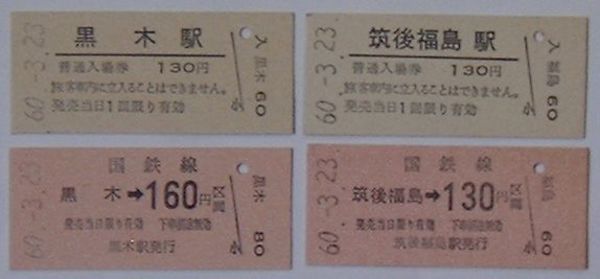 60-3.23
黒木駅
普通入場券 130円
旅客車内に立入ることはできません。
発売当日1回限り有効
入 黒木 60
60-3.23
筑後福島駅
普通入場券 130円
旅客車内に立入ることはできません。
発売当日1回限り有効
入 福島 60
60-3.23
国鉄線
黒木➡160円区間
発売当日限り有効 下車前途無効
黒木駅発行
黒木 80
60-3.23
国鉄線
筑後福島➡130円区間
発売当日限り有効 下車前途無効
筑後福島駅発行
福島 60